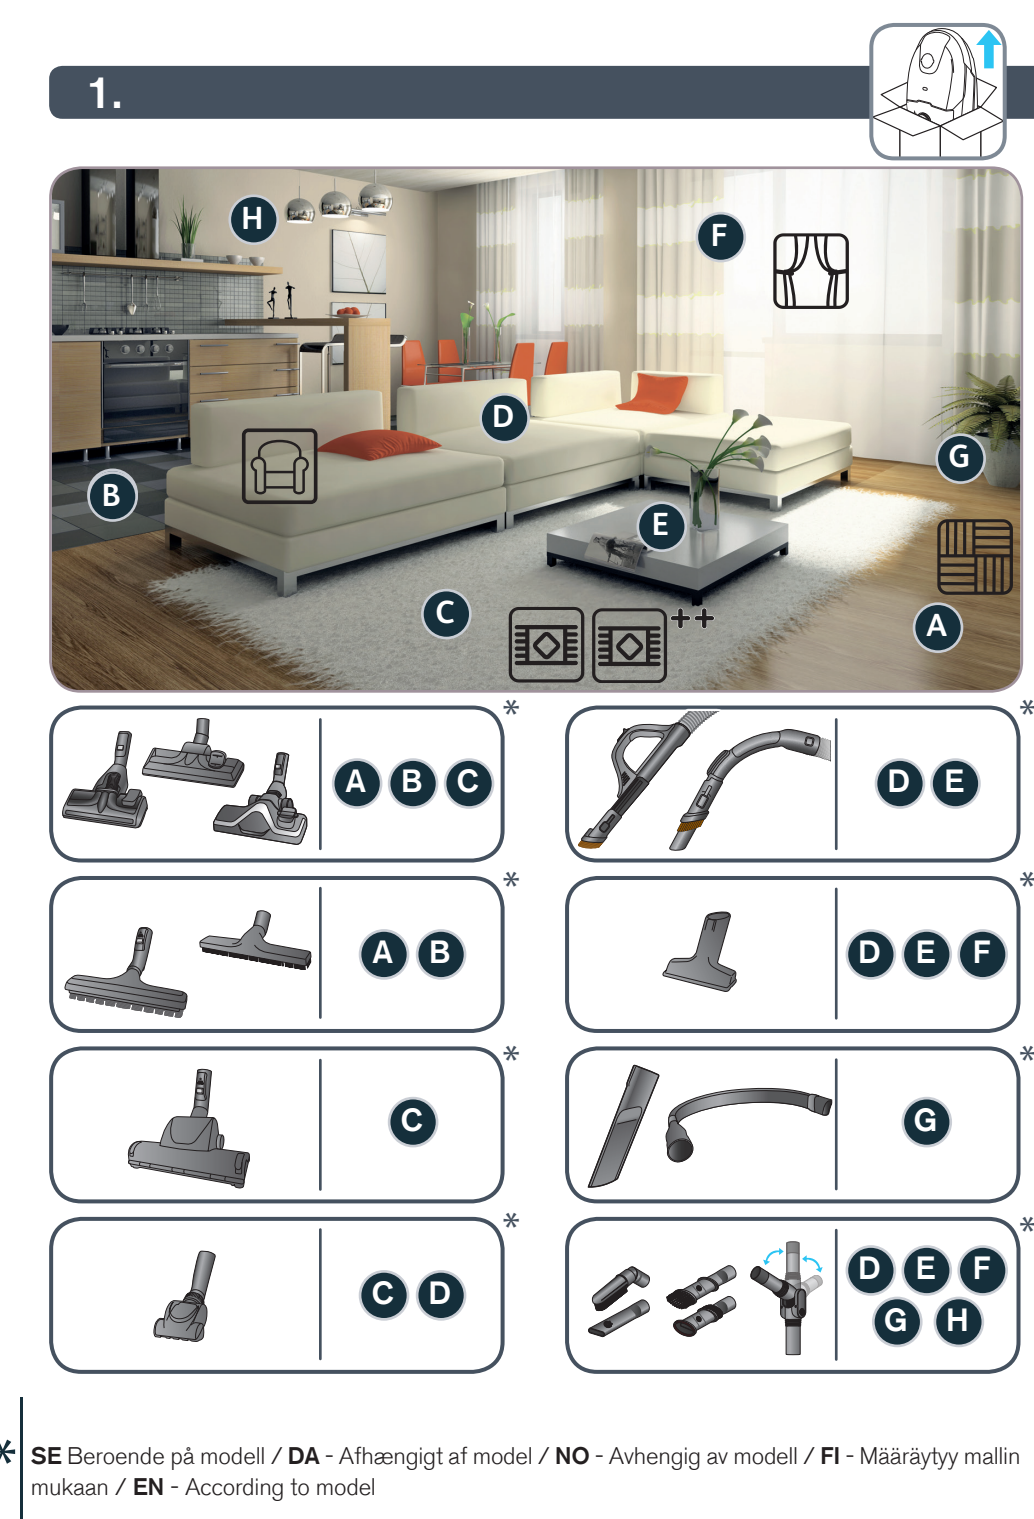 1.
H
F
D
G
B
E
C
A
++
*
*
A B C
D E
*
*
A B
D E F
*
*
C
G
*
*
C D
D E F
G H
* SE Beroende på modell / DA - Afhængigt af model / NO - Avhengig av modell / FI - Määräytyy mallin
mukaan / EN - According to model